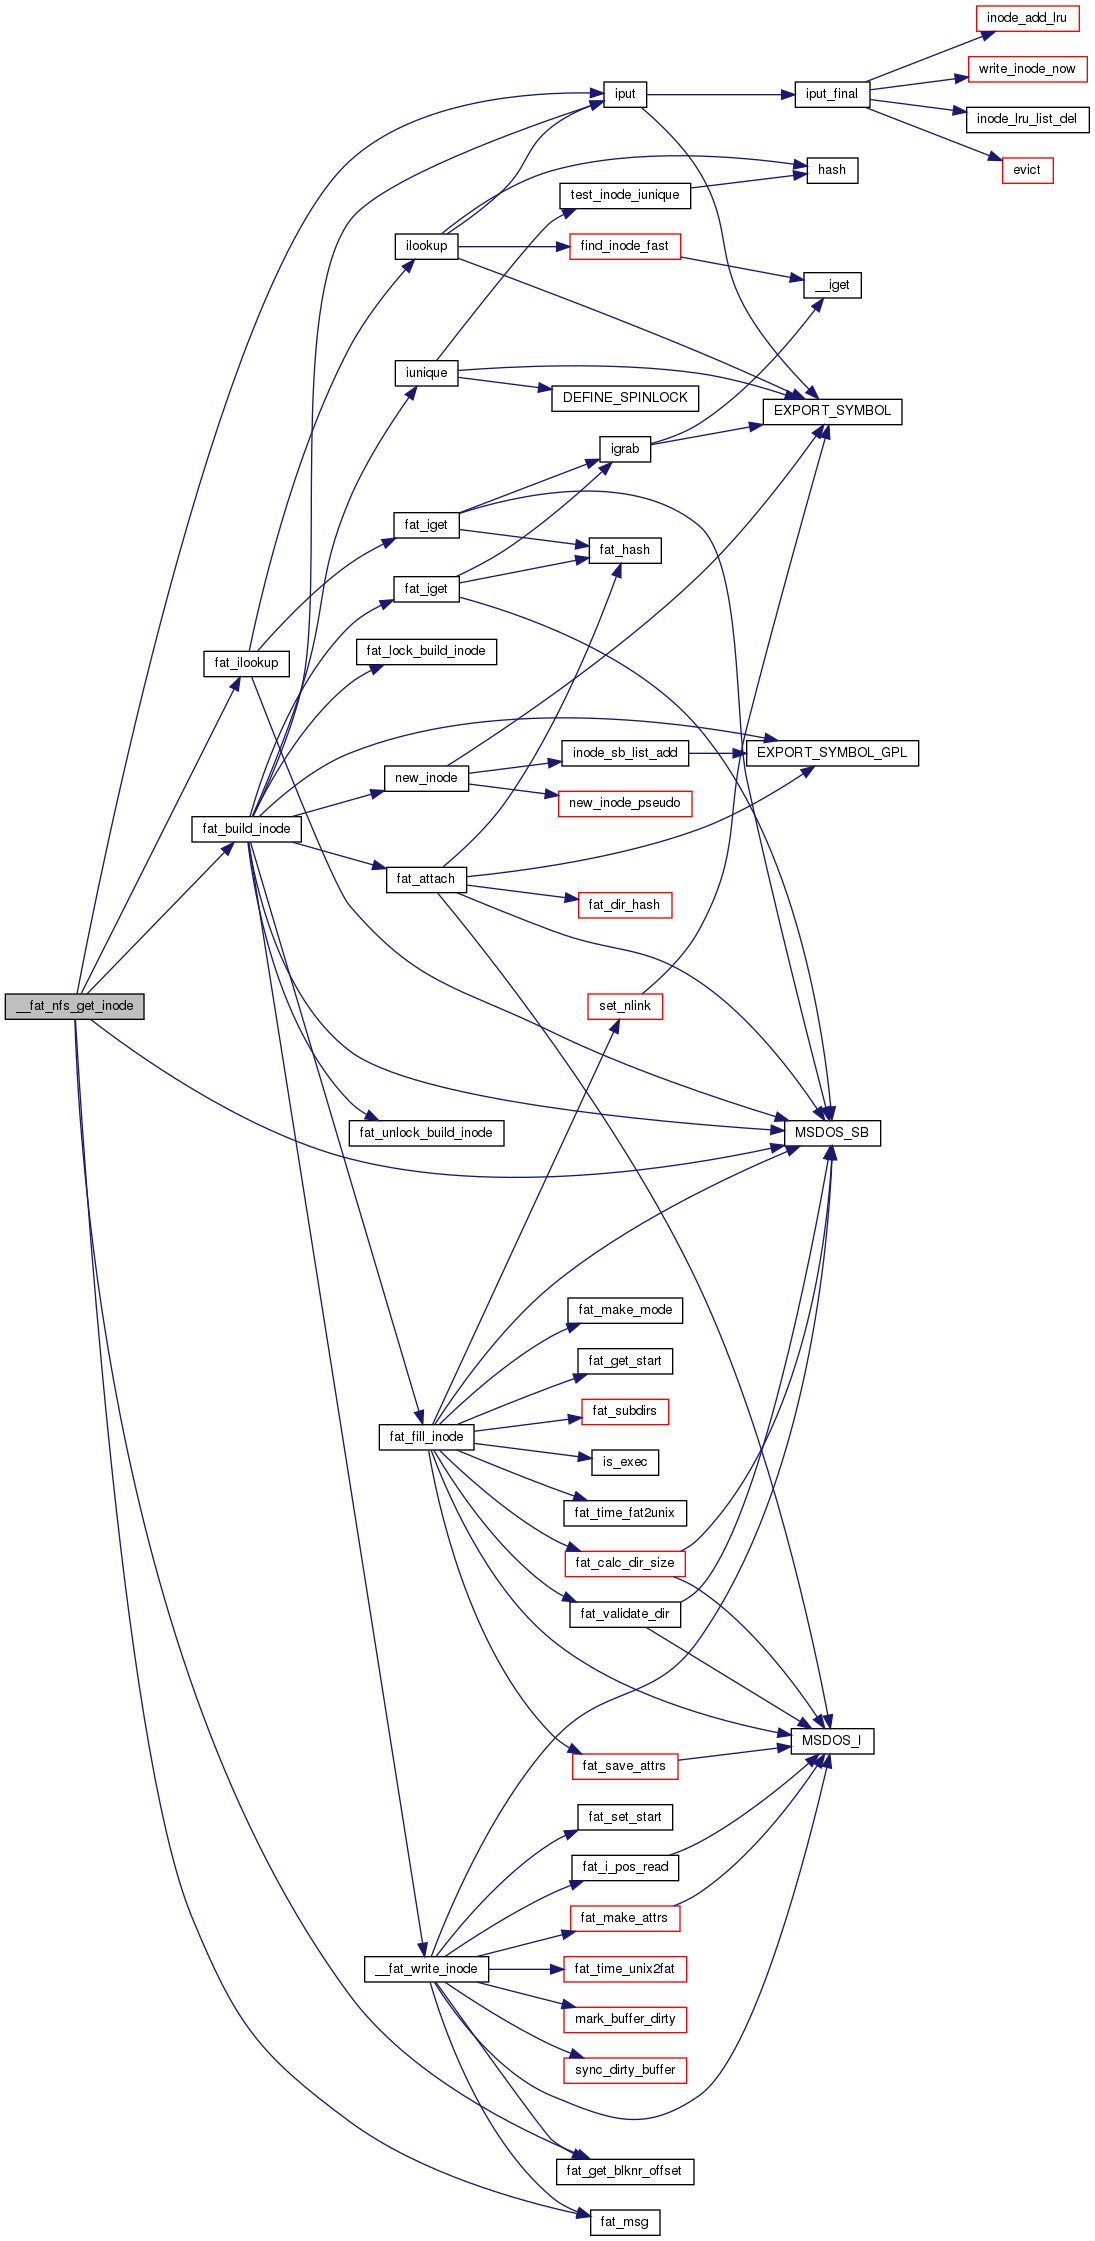 inode_add_lru
write_inode_now
iput
iput_final
inode_lru_list_del
hash
evict
test_inode_iunique
ilookup
find_inode_fast
__iget
iunique
DEFINE_SPINLOCK
EXPORT_SYMBOL
igrab
fat_iget
fat_hash
fat_iget
fat_lock_build_inode
fat_ilookup
inode_sb_list_add
EXPORT_SYMBOL_GPL
new_inode
new_inode_pseudo
fat_build_inode
fat_attach
fat_dir_hash
__fat_nfs_get_inode
set_nlink
fat_unlock_build_inode
MSDOS_SB
fat_make_mode
fat_get_start
fat_subdirs
fat_fill_inode
is_exec
fat_time_fat2unix
fat_calc_dir_size
fat_validate_dir
MSDOS_I
fat_save_attrs
fat_set_start
fat_i_pos_read
fat_make_attrs
__fat_write_inode
fat_time_unix2fat
mark_buffer_dirty
sync_dirty_buffer
fat_get_blknr_offset
fat_msg